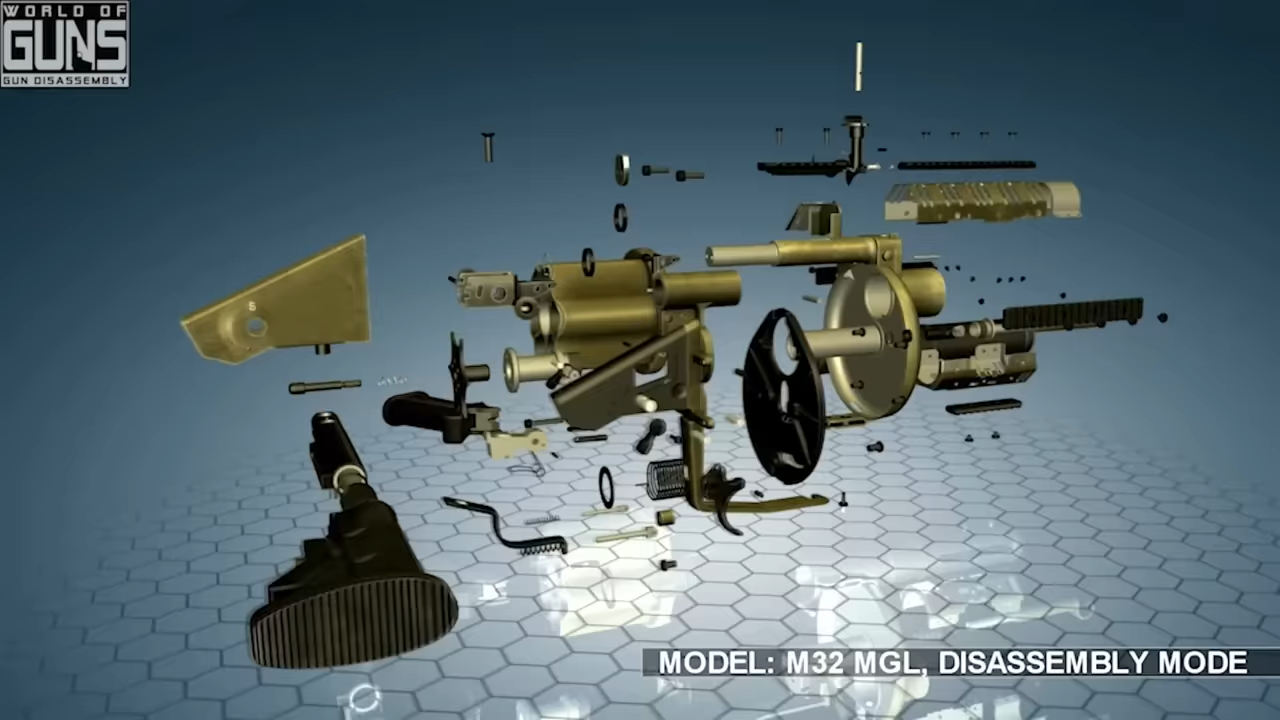 WORLD OF
GUNS
GUN DISASSEMBLY
S
MODEL: M32 MGL, DISASSEMBLY MODE